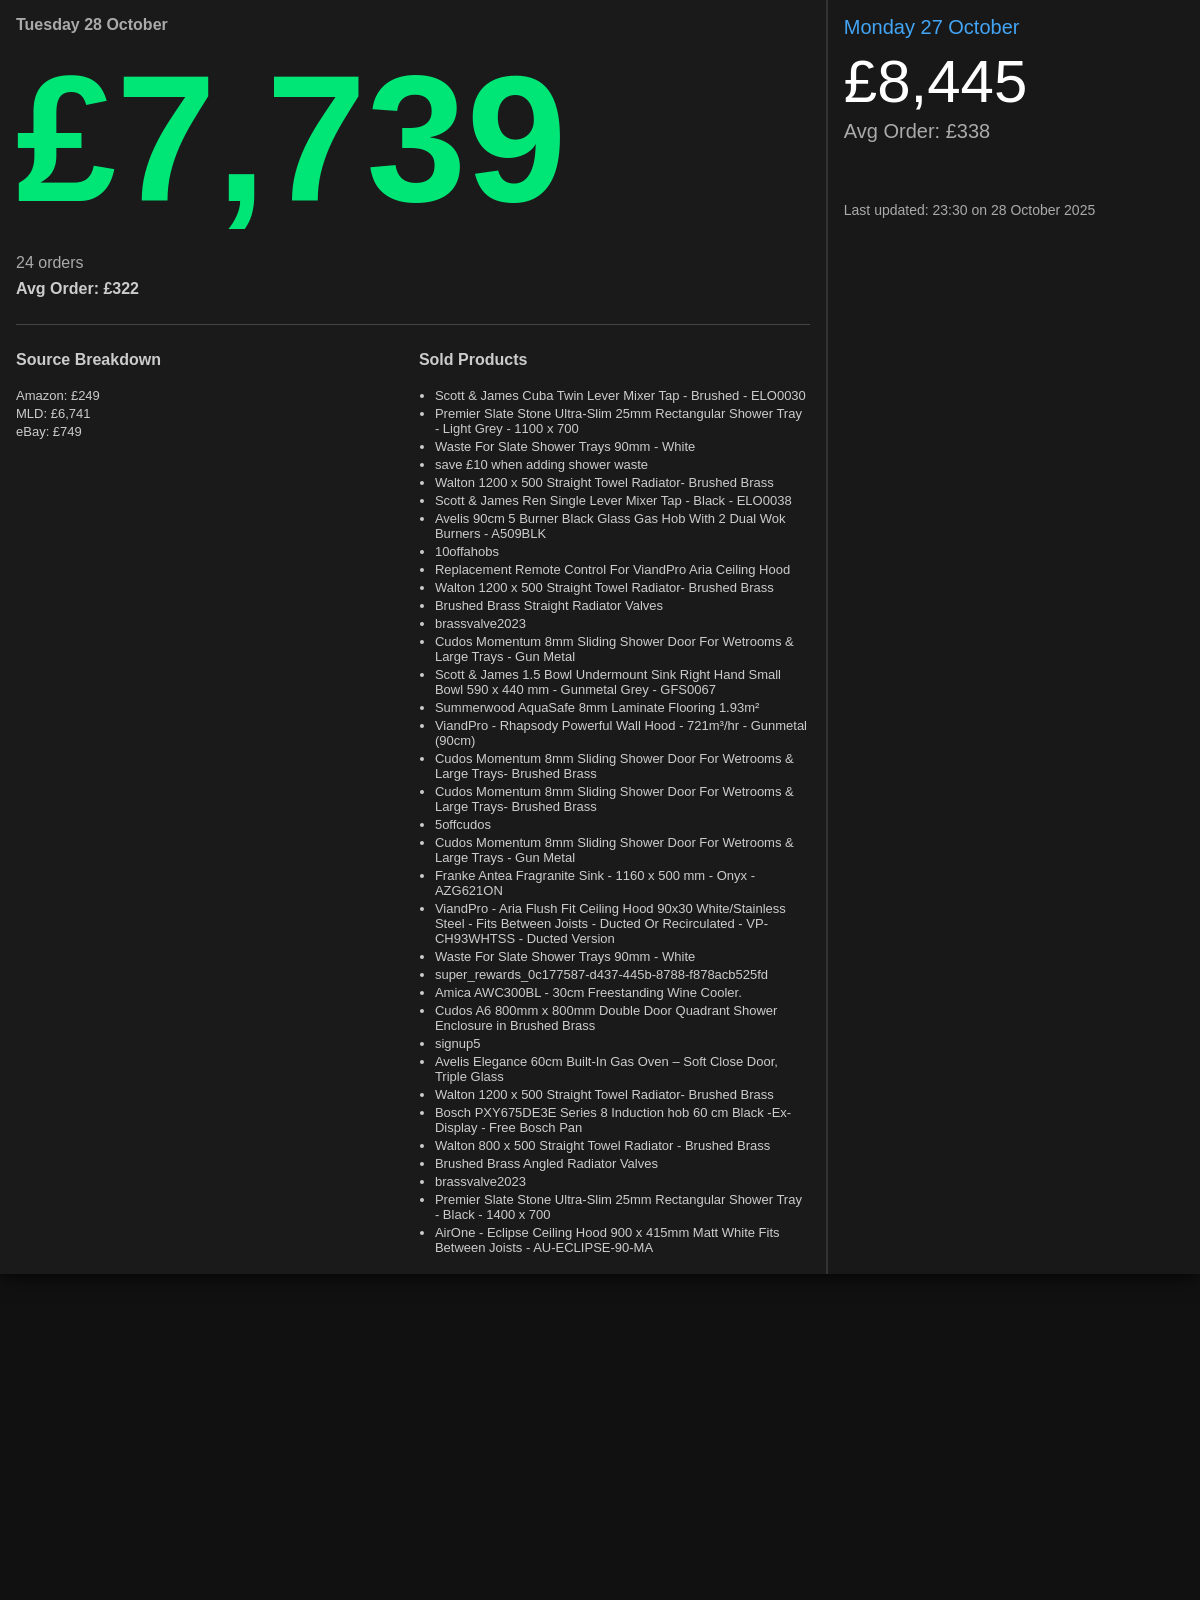 Tuesday 28 October
£7,739
24 orders
Avg Order: £322
Source Breakdown
Amazon: £249
MLD: £6,741
eBay: £749
Sold Products
• Scott & James Cuba Twin Lever Mixer Tap - Brushed - ELO0030
• Premier Slate Stone Ultra-Slim 25mm Rectangular Shower Tray
- Light Grey - 1100 x 700
• Waste For Slate Shower Trays 90mm - White
• save £10 when adding shower waste
• Walton 1200 x 500 Straight Towel Radiator- Brushed Brass
• Scott & James Ren Single Lever Mixer Tap - Black - ELO0038
• Avelis 90cm 5 Burner Black Glass Gas Hob With 2 Dual Wok
Burners - A509BLK
• 10offahobs
• Replacement Remote Control For ViandPro Aria Ceiling Hood
• Walton 1200 x 500 Straight Towel Radiator- Brushed Brass
• Brushed Brass Straight Radiator Valves
• brassvalve2023
• Cudos Momentum 8mm Sliding Shower Door For Wetrooms &
Large Trays - Gun Metal
• Scott & James 1.5 Bowl Undermount Sink Right Hand Small
Bowl 590 x 440 mm - Gunmetal Grey - GFS0067
• Summerwood AquaSafe 8mm Laminate Flooring 1.93m²
• ViandPro - Rhapsody Powerful Wall Hood - 721m³/hr - Gunmetal
(90cm)
• Cudos Momentum 8mm Sliding Shower Door For Wetrooms &
Large Trays- Brushed Brass
• Cudos Momentum 8mm Sliding Shower Door For Wetrooms &
Large Trays- Brushed Brass
• 5offcudos
• Cudos Momentum 8mm Sliding Shower Door For Wetrooms &
Large Trays - Gun Metal
• Franke Antea Fragranite Sink - 1160 x 500 mm - Onyx -
AZG621ON
• ViandPro - Aria Flush Fit Ceiling Hood 90x30 White/Stainless
Steel - Fits Between Joists - Ducted Or Recirculated - VP-
CH93WHTSS - Ducted Version
• Waste For Slate Shower Trays 90mm - White
• super_rewards_0c177587-d437-445b-8788-f878acb525fd
• Amica AWC300BL - 30cm Freestanding Wine Cooler.
• Cudos A6 800mm x 800mm Double Door Quadrant Shower
Enclosure in Brushed Brass
• signup5
• Avelis Elegance 60cm Built-In Gas Oven – Soft Close Door,
Triple Glass
• Walton 1200 x 500 Straight Towel Radiator- Brushed Brass
• Bosch PXY675DE3E Series 8 Induction hob 60 cm Black -Ex-
Display - Free Bosch Pan
• Walton 800 x 500 Straight Towel Radiator - Brushed Brass
• Brushed Brass Angled Radiator Valves
• brassvalve2023
• Premier Slate Stone Ultra-Slim 25mm Rectangular Shower Tray
- Black - 1400 x 700
• AirOne - Eclipse Ceiling Hood 900 x 415mm Matt White Fits
Between Joists - AU-ECLIPSE-90-MA
Monday 27 October
£8,445
Avg Order: £338
Last updated: 23:30 on 28 October 2025